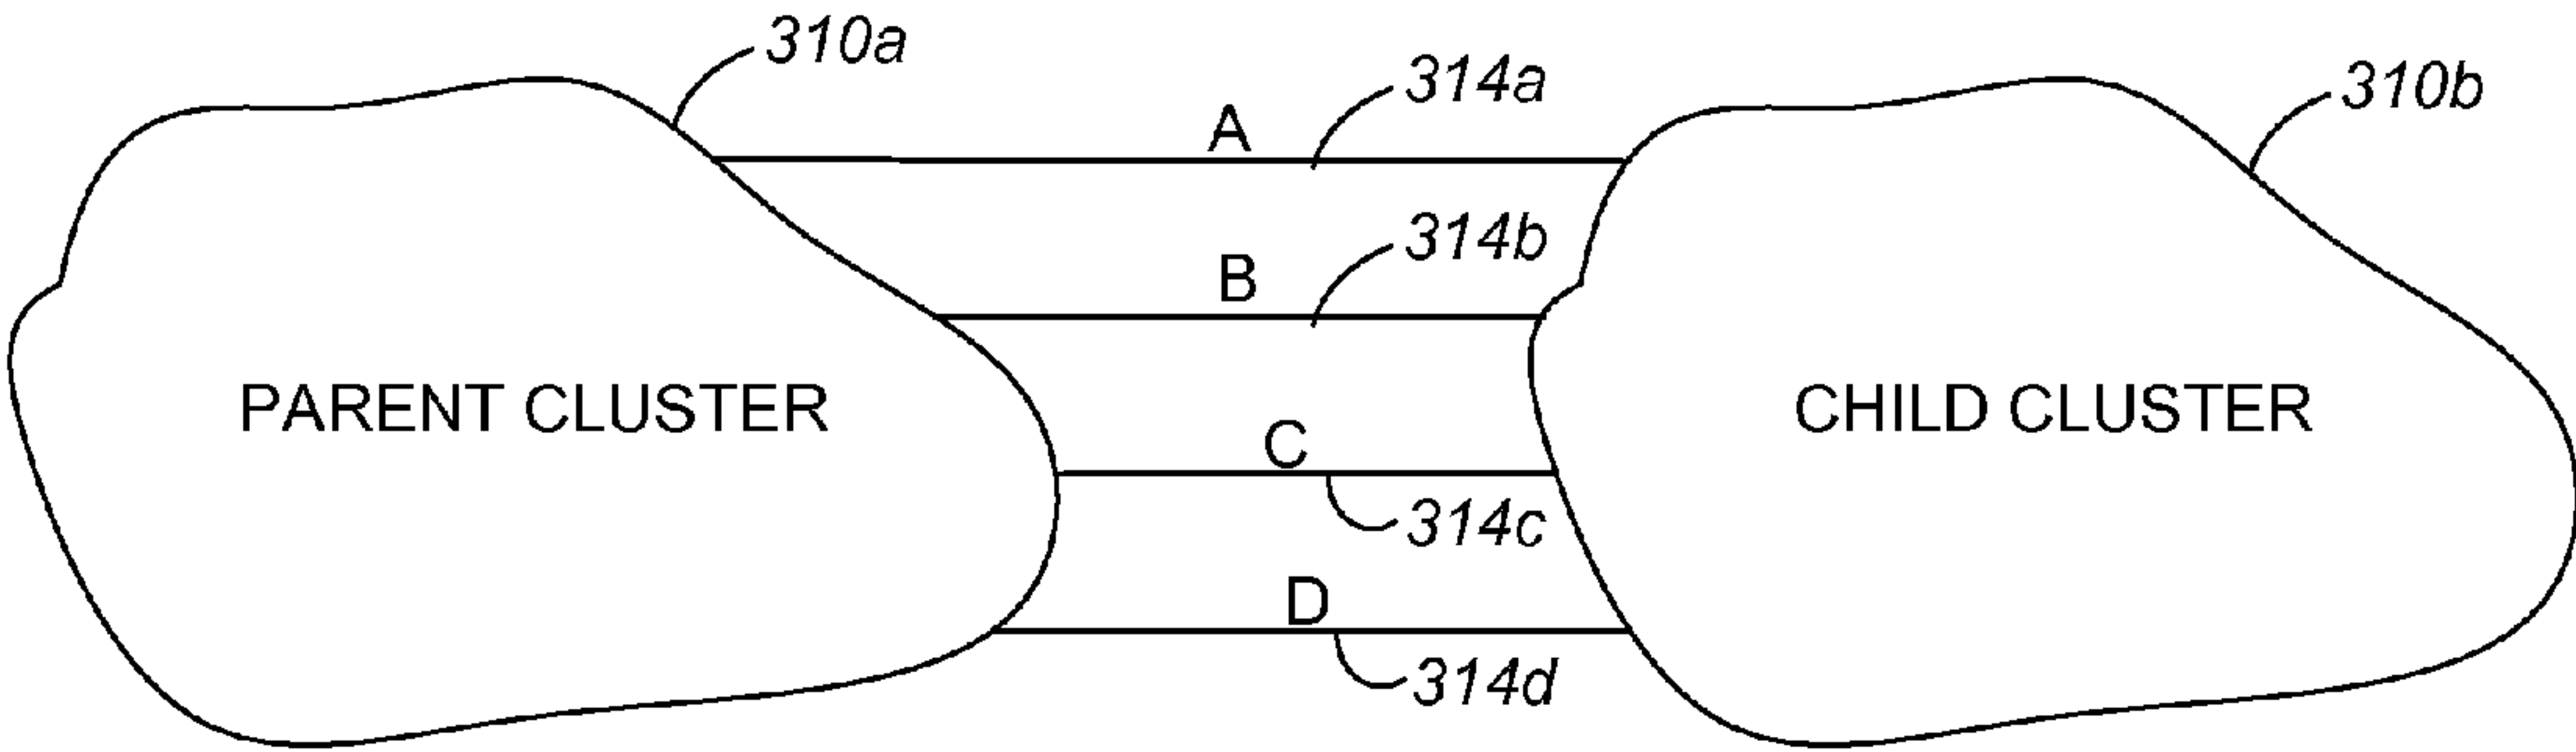 310a
314a
310b
A
314b
B
PARENT CLUSTER
CHILD CLUSTER
C
314c
D
314d